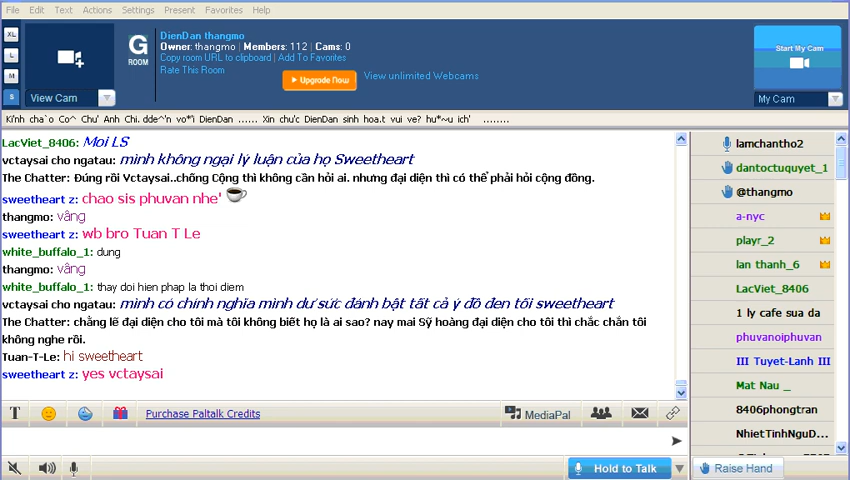 File Edit Text Actions Settings Present Favorites Help
XL
L
M
S
View Cam
G
ROOM
DienDan thangmo
Owner: thangmo | Members: 112 | Cams: 0
Copy room URL to clipboard | Add To Favorites
Rate This Room
Upgrade Now
View unlimited Webcams
Start My Cam
My Cam
Ki'nh cha`o Co^ Chu' Anh Chi. dde^'n vo*'i DienDan ...... Xin chu'c DienDan sinh hoa.t vui ve? hu*~u ich' ........
LacViet_8406: Moi LS
vctaysai cho ngatau: mình không ngại lý luận của họ Sweetheart
The Chatter: Đúng rồi Vctaysai..chống Cộng thì không cần hỏi ai. nhưng đại diện thì có thể phải hỏi cộng đồng.
sweetheart z: chao sis phuvan nhe'
thangmo: vâng
sweetheart z: wb bro Tuan T Le
white_buffalo_1: dung
thangmo: vâng
white_buffalo_1: thay doi hien phap la thoi diem
vctaysai cho ngatau: mình có chính nghĩa mình dư sức đánh bật tất cả ý đồ đen tối sweetheart
The Chatter: chẳng lẽ đại diện cho tôi mà tôi không biết họ là ai sao? nay mai Sỹ hoàng đại diện cho tôi thì chắc chắn tôi
không nghe rồi.
Tuan-T-Le: hi sweetheart
sweetheart z: yes vctaysai
T
Purchase Paltalk Credits
MediaPal
Hold to Talk
lamchantho2
dantoctuquyet_1
@thangmo
a-nyc
playr_2
lan thanh_6
LacViet_8406
1 ly cafe sua da
phuvanoiphuvan
III Tuyet-Lanh III
Mat Nau _
8406phongtran
NhietTinhNguD...
Raise Hand